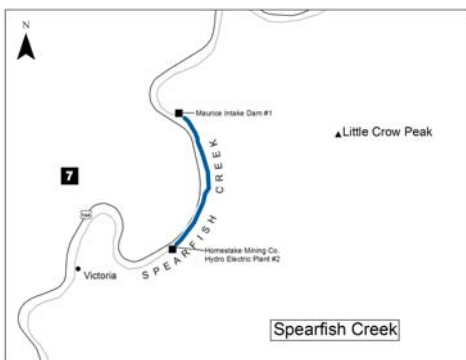 N
Maurice Intake Dam #1
Little Crow Peak
7
SPEARFISH CREEK
Homestake Mining Co.
Hydro Electric Plant #2
Victoria
Spearfish Creek